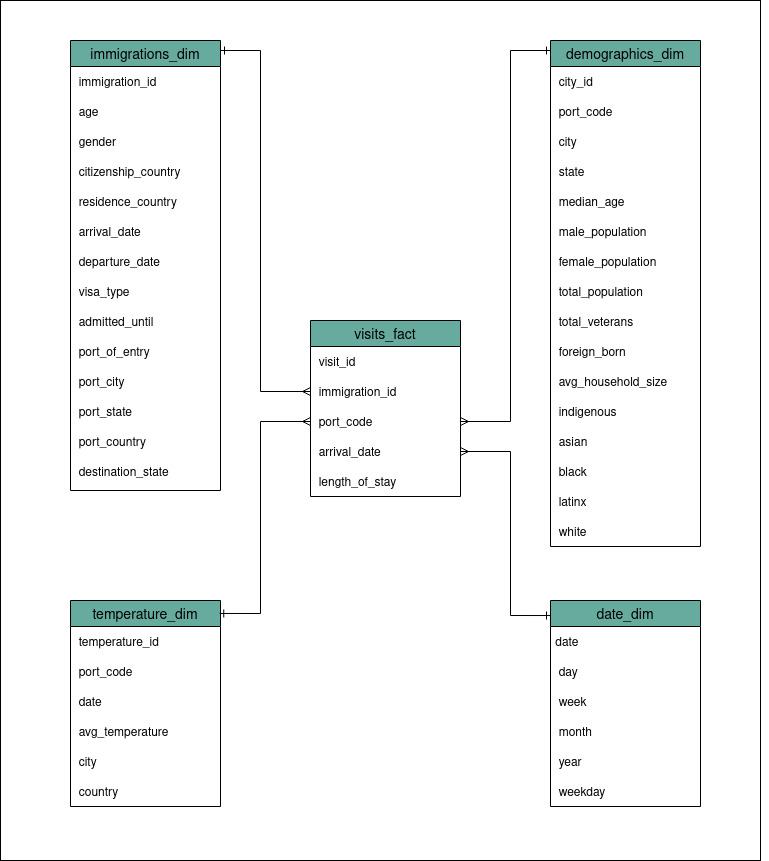 immigrations_dim
immigration_id
age
gender
citizenship_country
residence_country
arrival_date
departure_date
visa_type
admitted_until
port_of_entry
port_city
port_state
port_country
destination_state
demographics_dim
city_id
port_code
city
state
median_age
male_population
female_population
total_population
total_veterans
foreign_born
avg_household_size
indigenous
asian
black
latinx
white
visits_fact
visit_id
immigration_id
port_code
arrival_date
length_of_stay
temperature_dim
temperature_id
port_code
date
avg_temperature
city
country
date_dim
date
day
week
month
year
weekday